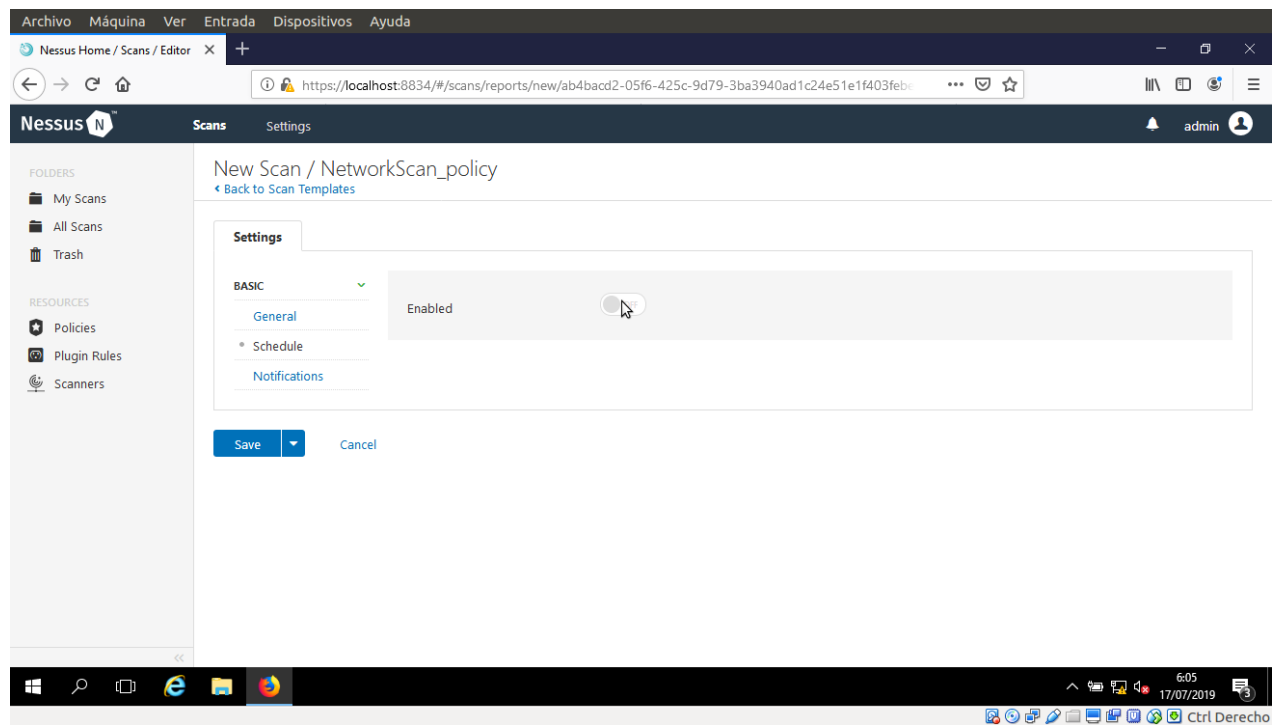 Archivo Máquina Ver Entrada Dispositivos Ayuda
Nessus Home / Scans / Editor
https://localhost:8834/#/scans/reports/new/ab4bacd2-05f6-425c-9d79-3ba3940ad1c24e51e1f403febe
Nessus N ™ Scans Settings admin
FOLDERS
My Scans
All Scans
Trash
RESOURCES
Policies
Plugin Rules
Scanners
New Scan / NetworkScan_policy
Back to Scan Templates
Settings
BASIC
General
Schedule
Notifications
Enabled
Save Cancel
6:05
17/07/2019
3
Ctrl Derecho